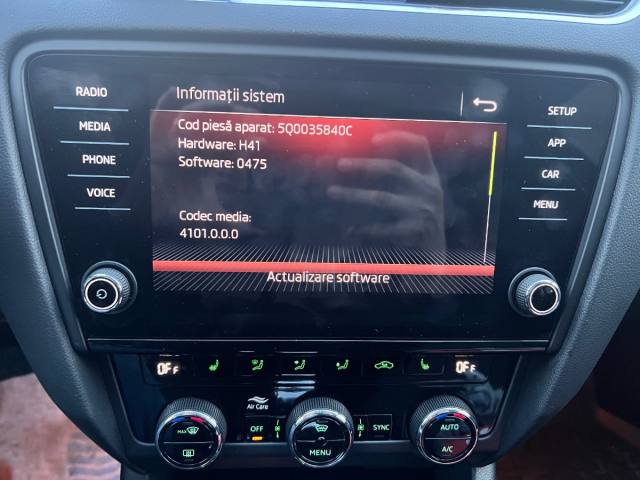 RADIO
MEDIA
PHONE
VOICE
Informații sistem
Cod piesă aparat: 5Q0035840C
Hardware: H41
Software: 0475
Codec media:
4101.0.0.0
Actualizare software
SETUP
APP
CAR
MENU
OFF
OFF
Air Care
MAX
OFF
MENU
SYNC
AUTO
A/C